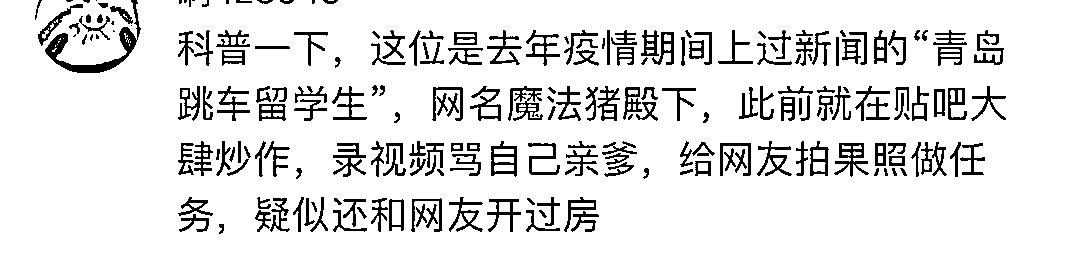 科普一下，这位是去年疫情期间上过新闻的“青岛
跳车留学生”，网名魔法猪殿下，此前就在贴吧大
肆炒作，录视频骂自己亲爹，给网友拍果照做任
务，疑似还和网友开过房